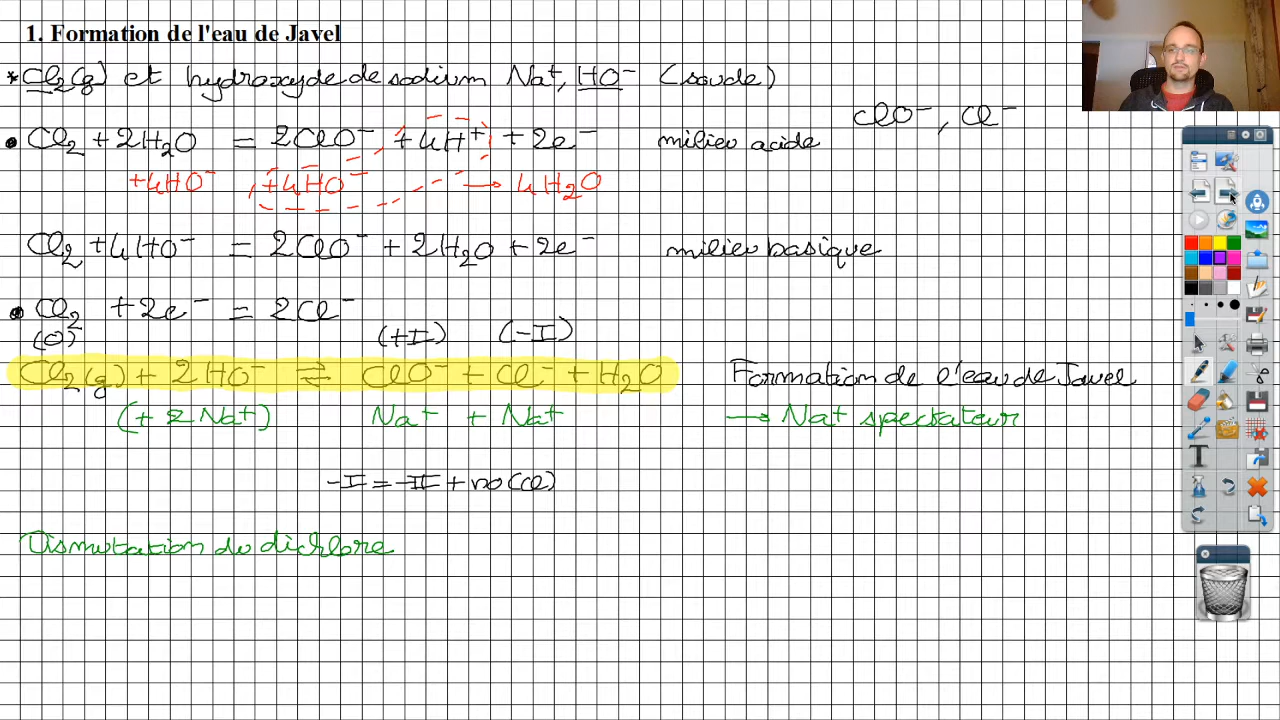 1. Formation de l'eau de Javel
* Cl₂(g) et hydroxyde de sodium Na⁺, HO⁻ (soude)
ClO⁻, Cl⁻
• Cl₂ + 2H₂O = 2ClO⁻ + 4H⁺ + 2e⁻ milieu acide
+4HO⁻ , +4HO⁻ → 4H₂O
Cl₂ + 4HO⁻ = 2ClO⁻ + 2H₂O + 2e⁻ milieu basique
• Cl₂ + 2e⁻ = 2Cl⁻
(0) (+I) (-I)
Cl₂(g) + 2HO⁻ ⇌ ClO⁻ + Cl⁻ + H₂O Formation de l'eau de Javel
(+ 2Na⁺) Na⁺ + Na⁺ → Na⁺ spectateur
-I = -II + no(Cl)
Dismutation du dichlore
T